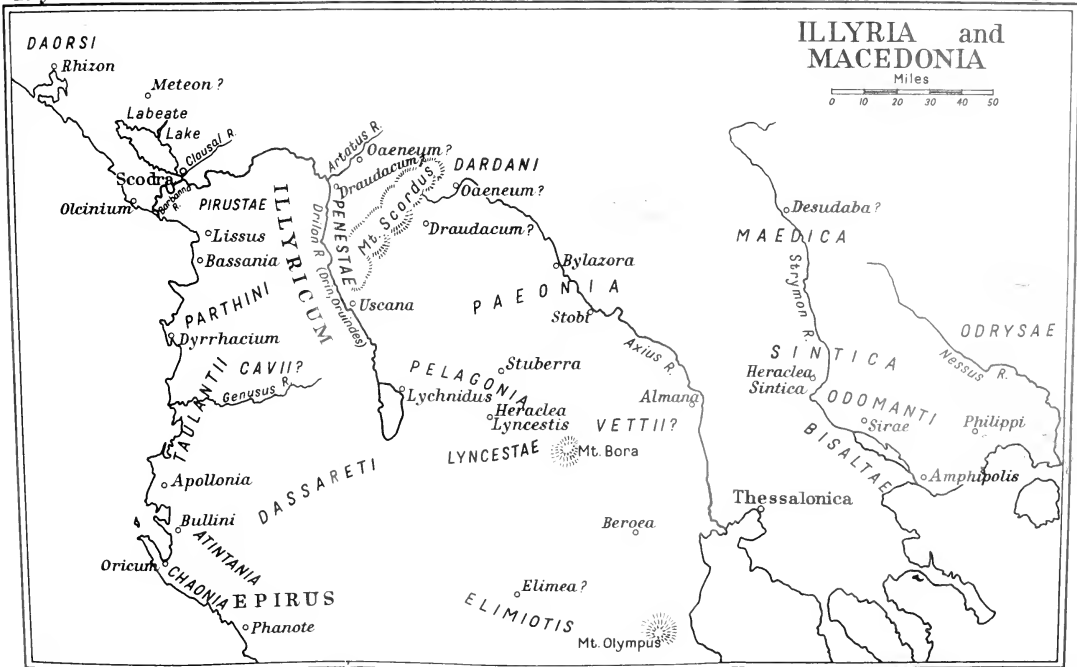 ILLYRIA and
MACEDONIA
Miles
0 10 20 30 40 50
DAORSI
Rhizon
Meteon?
Labeate
Lake
Clousal R.
Scodra
Barbanna
R.
Olcinium
PIRUSTAE
Lissus
Bassania
ILLYRICUM
Artatus R.
Oaeneum?
Draudacum?
PENESTAE
Mt. Scordus
DARDANI
Oaeneum?
Draudacum?
Drilon R. (Drin, Oruindes)
Uscana
PARTHINI
Dyrrhacium
CAVII?
Genusus R.
TAULANTII
Bylazora
PAEONIA
Stobi
Axius R.
Stuberra
PELAGONIA
Lychnidus
Heraclea
Lyncestis
VETTII?
Almana
LYNCESTAE
Mt. Bora
DASSARETI
Apollonia
Bullini
ATINTANIA
Oricum
CHAONIA
EPIRUS
Phanote
Beroea
Elimea?
ELIMIOTIS
Mt. Olympus
Thessalonica
Desudaba?
MAEDICA
Strymon R.
SINTICA
Heraclea
Sintica
ODRYSAE
Nessus R.
ODOMANTI
Sirae
Philippi
BISALTAE
Amphipolis